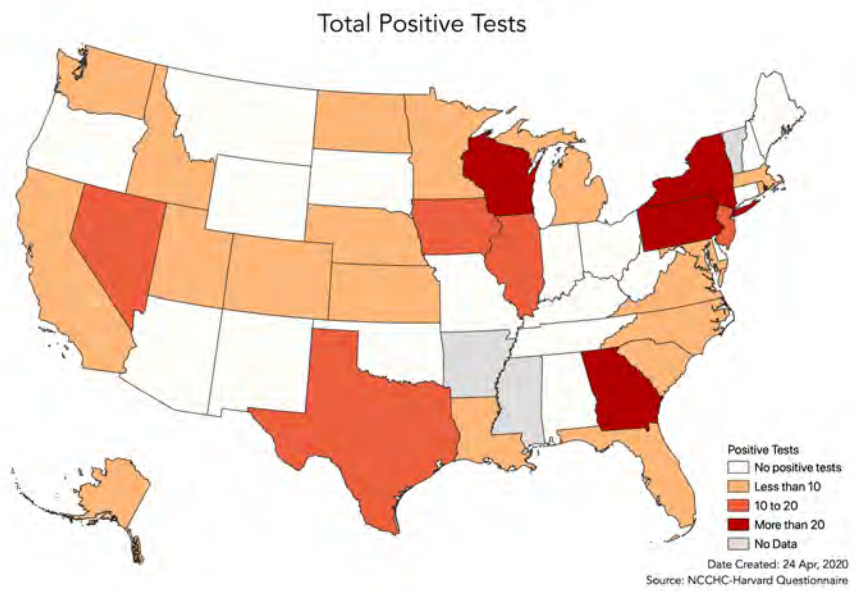 Total Positive Tests
Positive Tests
No positive tests
Less than 10
10 to 20
More than 20
No Data
Date Created: 24 Apr, 2020
Source: NCCHC-Harvard Questionnaire